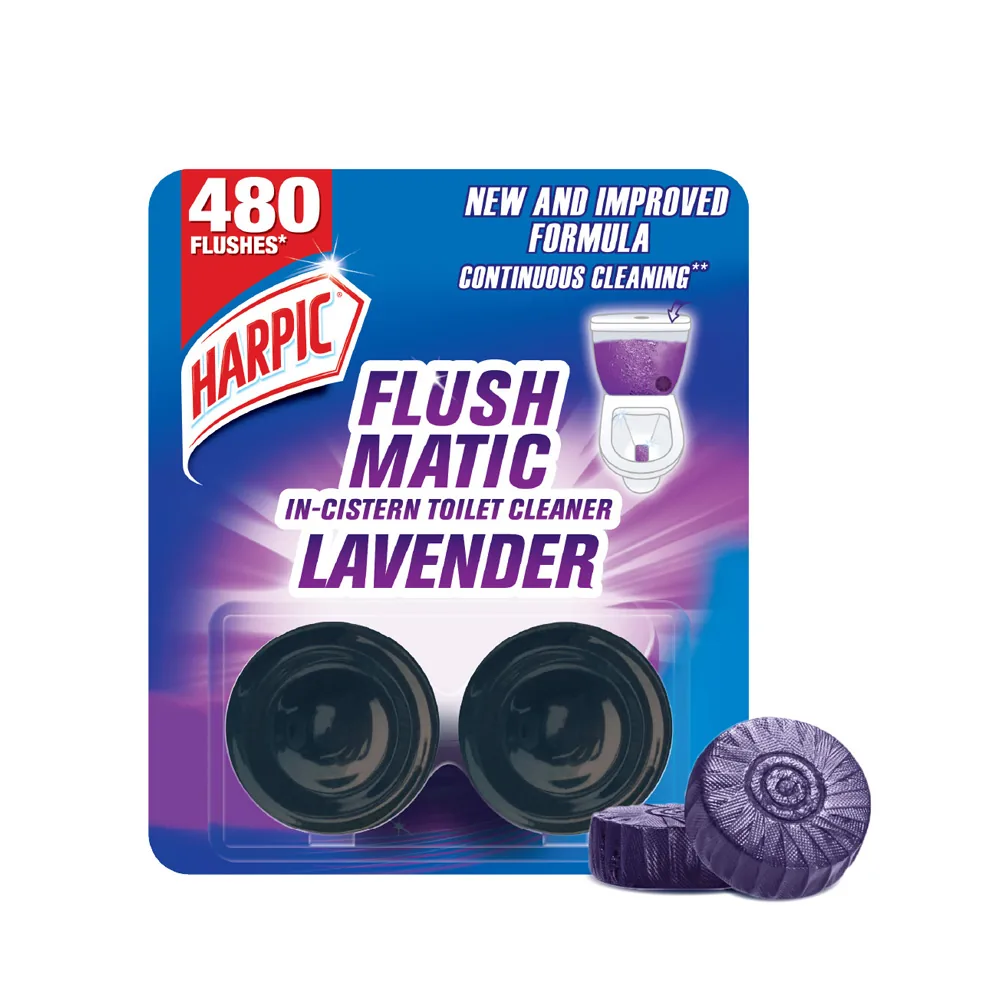 480
FLUSHES*
HARPIC®
NEW AND IMPROVED
FORMULA
CONTINUOUS CLEANING**
FLUSH
MATIC
IN-CISTERN TOILET CLEANER
LAVENDER